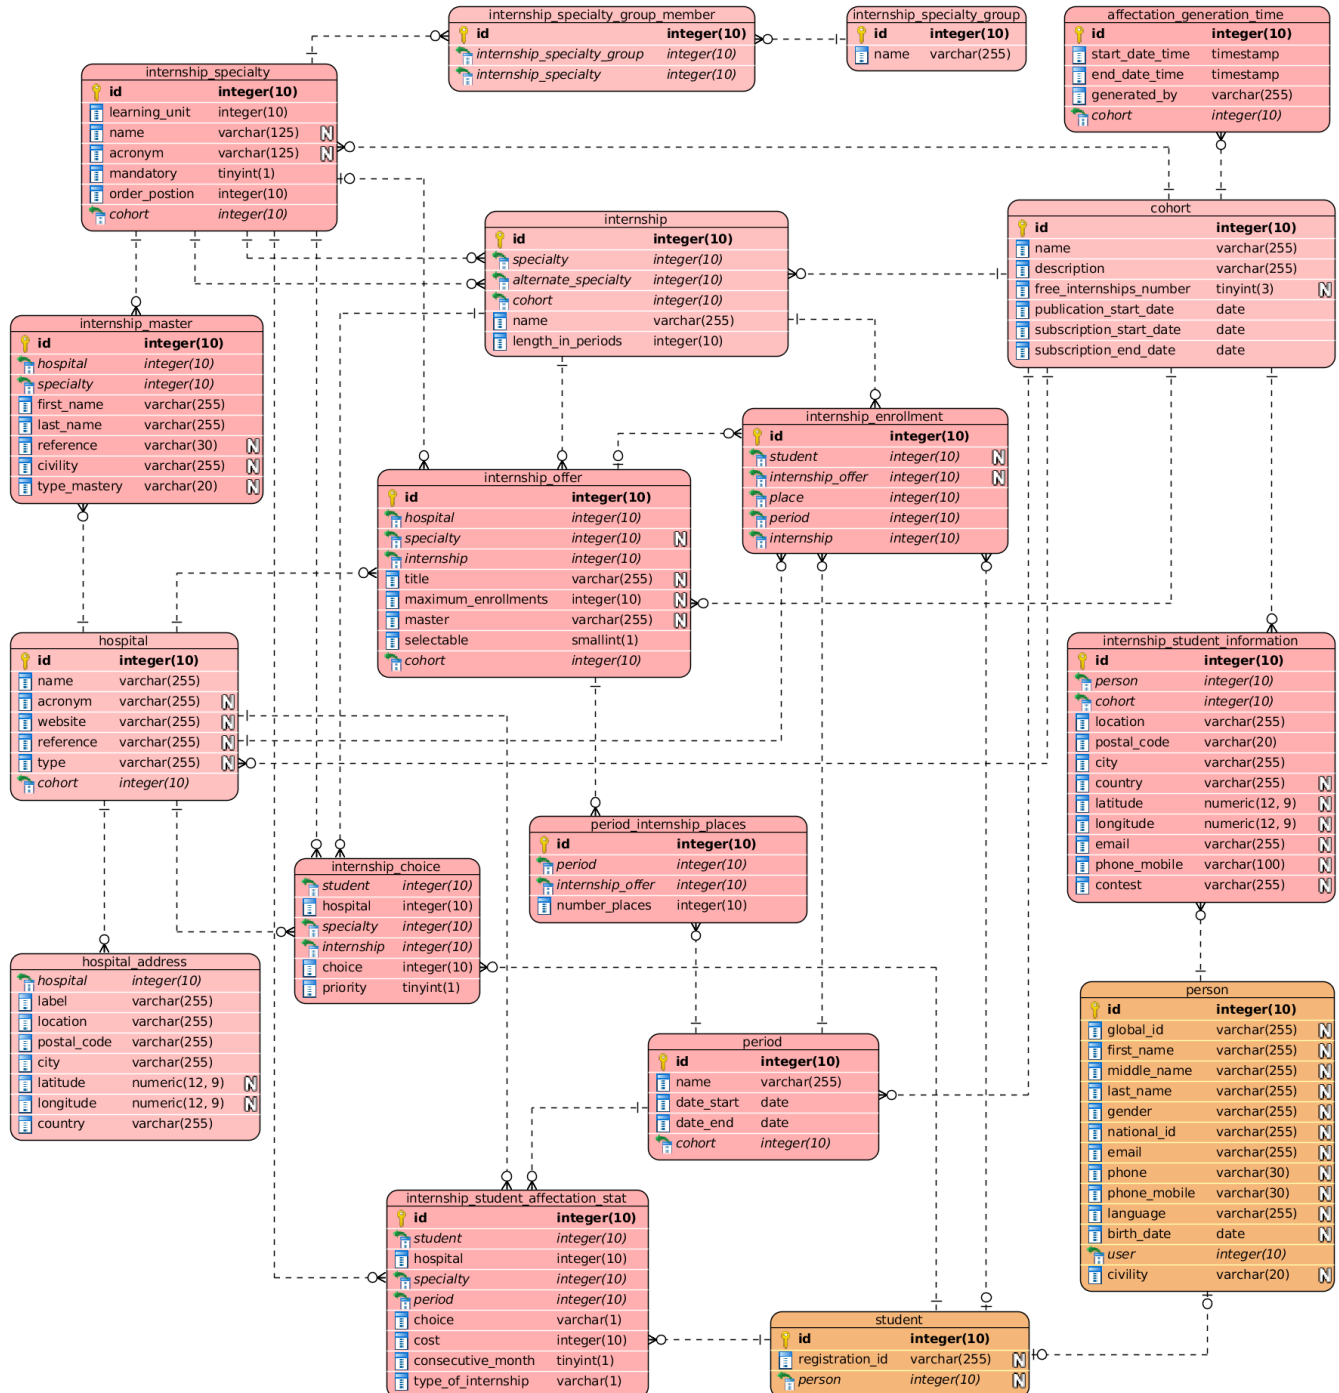 internship_specialty_group_member
id integer(10)
internship_specialty_group integer(10)
internship_specialty integer(10)
internship_specialty_group
id integer(10)
name varchar(255)
affectation_generation_time
id integer(10)
start_date_time timestamp
end_date_time timestamp
generated_by varchar(255)
cohort integer(10)
internship_specialty
id integer(10)
learning_unit integer(10)
name varchar(125) N
acronym varchar(125) N
mandatory tinyint(1)
order_postion integer(10)
cohort integer(10)
internship
id integer(10)
specialty integer(10)
alternate_specialty integer(10)
cohort integer(10)
name varchar(255)
length_in_periods integer(10)
cohort
id integer(10)
name varchar(255)
description varchar(255)
free_internships_number tinyint(3) N
publication_start_date date
subscription_start_date date
subscription_end_date date
internship_master
id integer(10)
hospital integer(10)
specialty integer(10)
first_name varchar(255)
last_name varchar(255)
reference varchar(30) N
civility varchar(255) N
type_mastery varchar(20) N
internship_enrollment
id integer(10)
student integer(10) N
internship_offer integer(10) N
place integer(10)
period integer(10)
internship integer(10)
internship_offer
id integer(10)
hospital integer(10)
specialty integer(10) N
internship integer(10)
title varchar(255) N
maximum_enrollments integer(10) N
master varchar(255) N
selectable smallint(1)
cohort integer(10)
hospital
id integer(10)
name varchar(255)
acronym varchar(255) N
website varchar(255) N
reference varchar(255) N
type varchar(255) N
cohort integer(10)
internship_student_information
id integer(10)
person integer(10)
cohort integer(10)
location varchar(255)
postal_code varchar(20)
city varchar(255)
country varchar(255) N
latitude numeric(12, 9) N
longitude numeric(12, 9) N
email varchar(255) N
phone_mobile varchar(100) N
contest varchar(255) N
period_internship_places
id integer(10)
period integer(10)
internship_offer integer(10)
number_places integer(10)
internship_choice
student integer(10)
hospital integer(10)
specialty integer(10)
internship integer(10)
choice integer(10)
priority tinyint(1)
hospital_address
hospital integer(10)
label varchar(255)
location varchar(255)
postal_code varchar(255)
city varchar(255)
latitude numeric(12, 9) N
longitude numeric(12, 9) N
country varchar(255)
person
id integer(10)
global_id varchar(255) N
first_name varchar(255) N
middle_name varchar(255) N
last_name varchar(255) N
gender varchar(255) N
national_id varchar(255) N
email varchar(255) N
phone varchar(30) N
phone_mobile varchar(30) N
language varchar(255) N
birth_date date N
user integer(10)
civility varchar(20) N
period
id integer(10)
name varchar(255)
date_start date
date_end date
cohort integer(10)
internship_student_affectation_stat
id integer(10)
student integer(10)
hospital integer(10)
specialty integer(10)
period integer(10)
choice varchar(1)
cost integer(10)
consecutive_month tinyint(1)
type_of_internship varchar(1)
student
id integer(10)
registration_id varchar(255) N
person integer(10) N